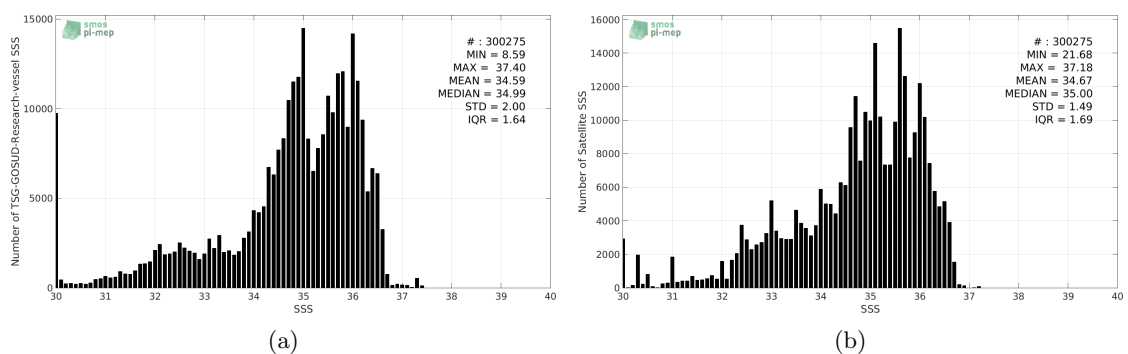 smos
pi-mep
# : 300275
MIN = 8.59
MAX = 37.40
MEAN = 34.59
MEDIAN = 34.99
STD = 2.00
IQR = 1.64
Number of TSG-GOSUD-Research-vessel SSS
15000
10000
5000
0
30 31 32 33 34 35 36 37 38 39 40
SSS
(a)
smos
pi-mep
# : 300275
MIN = 21.68
MAX = 37.18
MEAN = 34.67
MEDIAN = 35.00
STD = 1.49
IQR = 1.69
Number of Satellite SSS
16000
14000
12000
10000
8000
6000
4000
2000
0
30 31 32 33 34 35 36 37 38 39 40
SSS
(b)